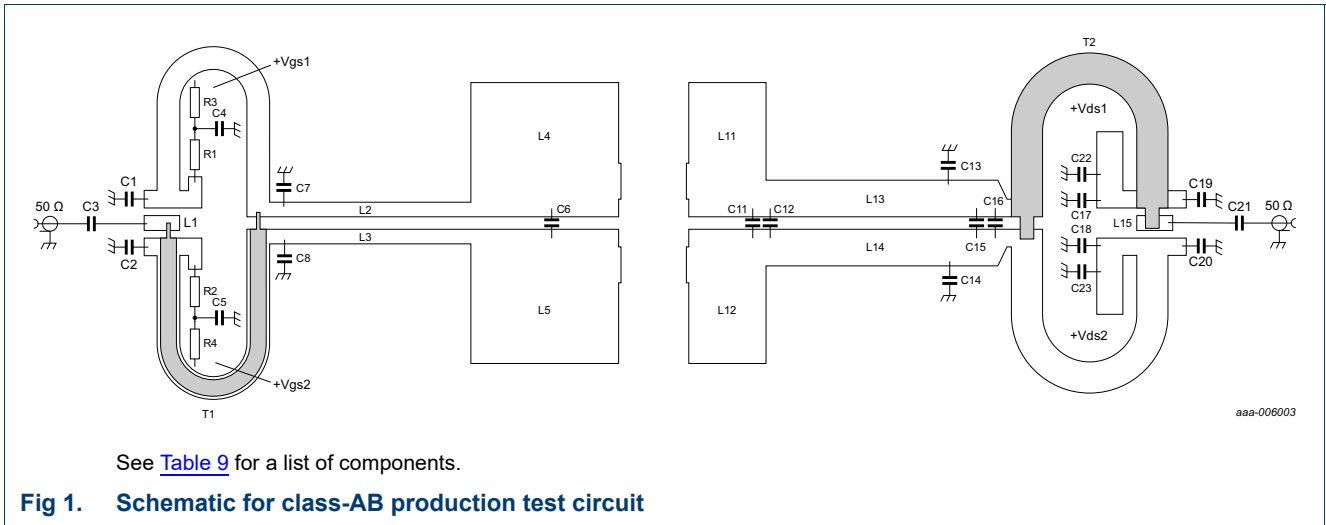 T2
+Vgs1
+Vds1
R3
C4
R1
L4
L11
C13
C22
C1
C7
C19
50 Ω
C3
L1
L2
C6
C11
C12
L13
C16
C17
L15
C21
50 Ω
C18
L3
L14
C15
C2
C8
C20
R2
C5
C14
C23
R4
L5
L12
+Vds2
+Vgs2
T1
aaa-006003
See Table 9 for a list of components.
Fig 1. Schematic for class-AB production test circuit